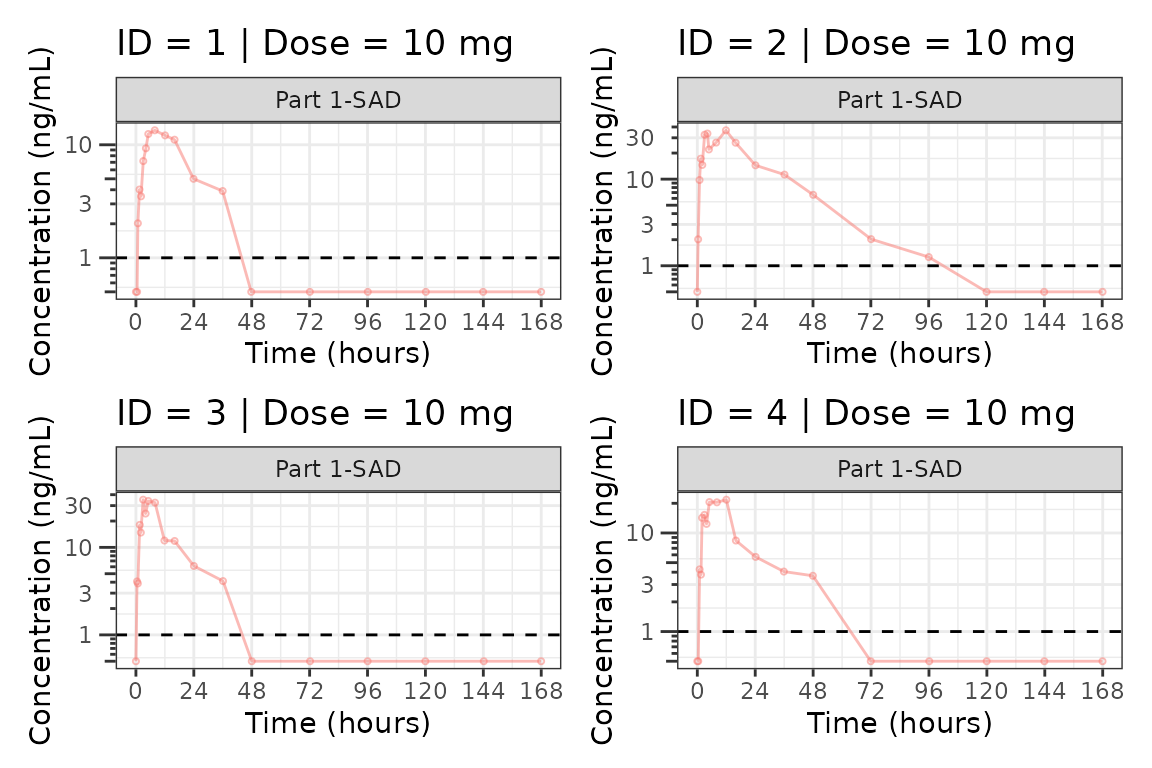 ID = 1 | Dose = 10 mg
Part 1-SAD
Concentration (ng/mL)
10
3
1
0 24 48 72 96 120 144 168
Time (hours)
ID = 2 | Dose = 10 mg
Part 1-SAD
Concentration (ng/mL)
30
10
3
1
0 24 48 72 96 120 144 168
Time (hours)
ID = 3 | Dose = 10 mg
Part 1-SAD
Concentration (ng/mL)
30
10
3
1
0 24 48 72 96 120 144 168
Time (hours)
ID = 4 | Dose = 10 mg
Part 1-SAD
Concentration (ng/mL)
10
3
1
0 24 48 72 96 120 144 168
Time (hours)